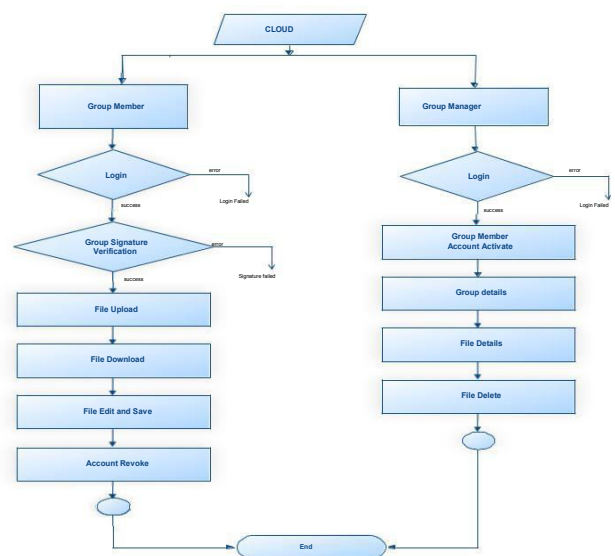 CLOUD
Group Member
Group Manager
Login
error
Login Failed
success
Login
error
Login Failed
success
Group Signature
Verification
error
Signature failed
success
Group Member
Account Activate
File Upload
Group details
File Download
File Details
File Edit and Save
File Delete
Account Revoke
End